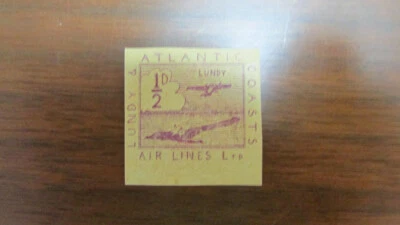 ATLANTIC
LUNDY &
COASTS
½D
LUNDY
AIR LINES LTD